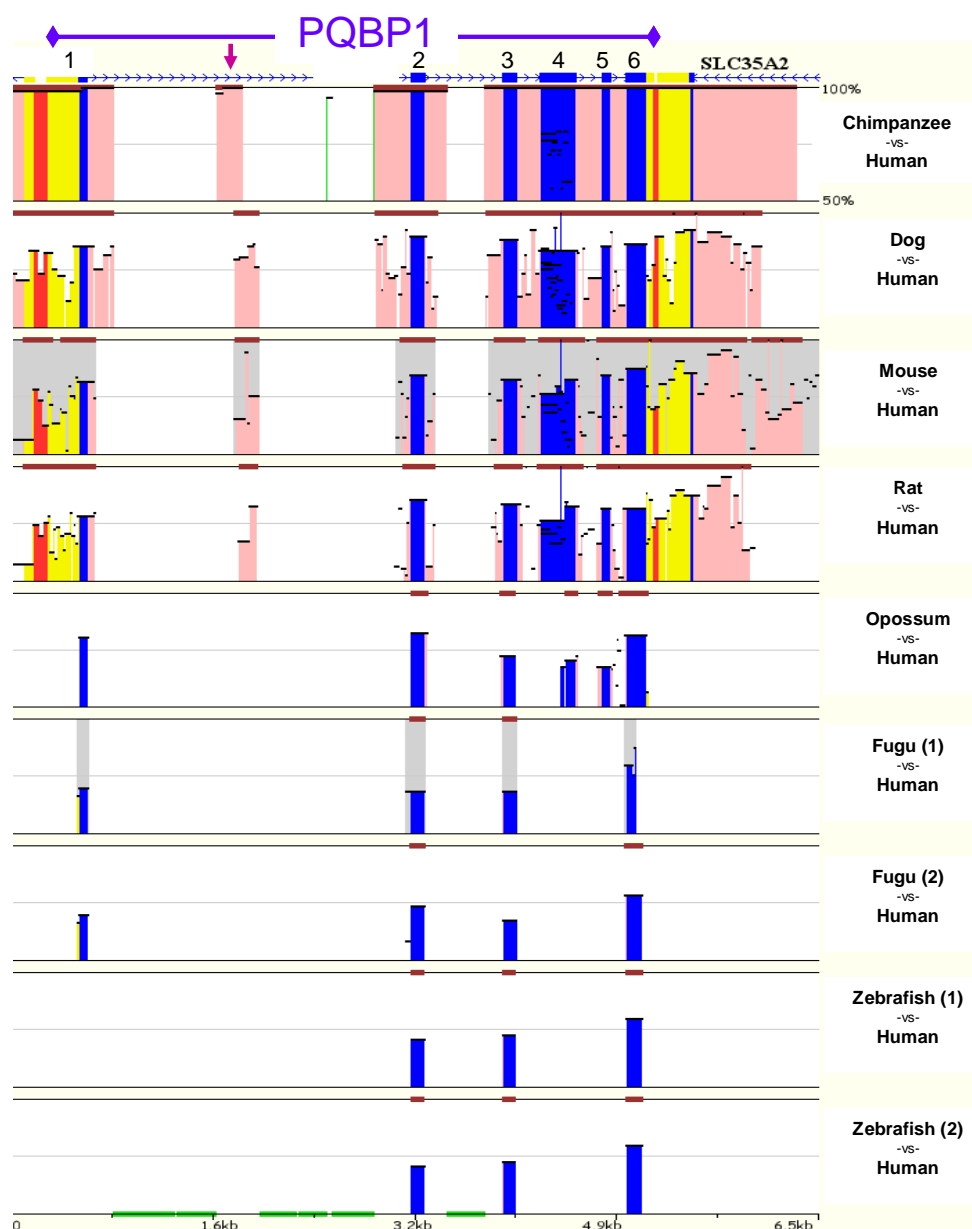 PQBP1
1 2 3 4 5 6 SLC35A2
100%
Chimpanzee
-vs-
Human
50%
Dog
-vs-
Human
Mouse
-vs-
Human
Rat
-vs-
Human
Opossum
-vs-
Human
Fugu (1)
-vs-
Human
Fugu (2)
-vs-
Human
Zebrafish (1)
-vs-
Human
Zebrafish (2)
-vs-
Human
0 1.6kb 3.2kb 4.9kb 6.5kb